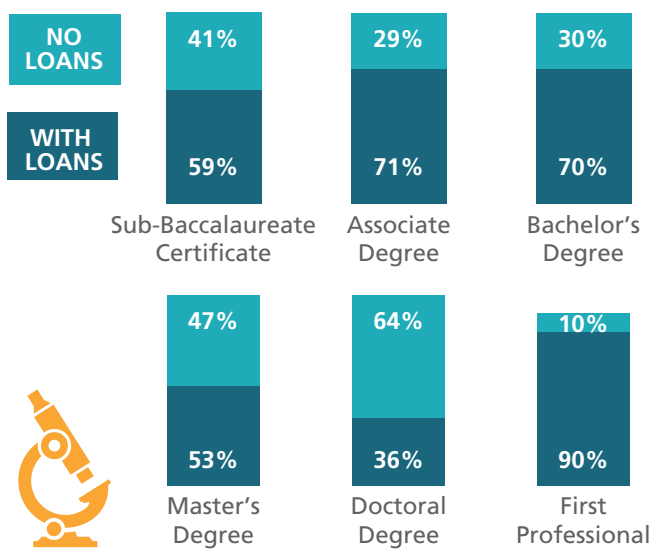 NO
LOANS
41%
29%
30%
WITH
LOANS
59%
71%
70%
Sub-Baccalaureate
Certificate
Associate
Degree
Bachelor’s
Degree
47%
64%
10%
53%
36%
90%
Master’s
Degree
Doctoral
Degree
First
Professional